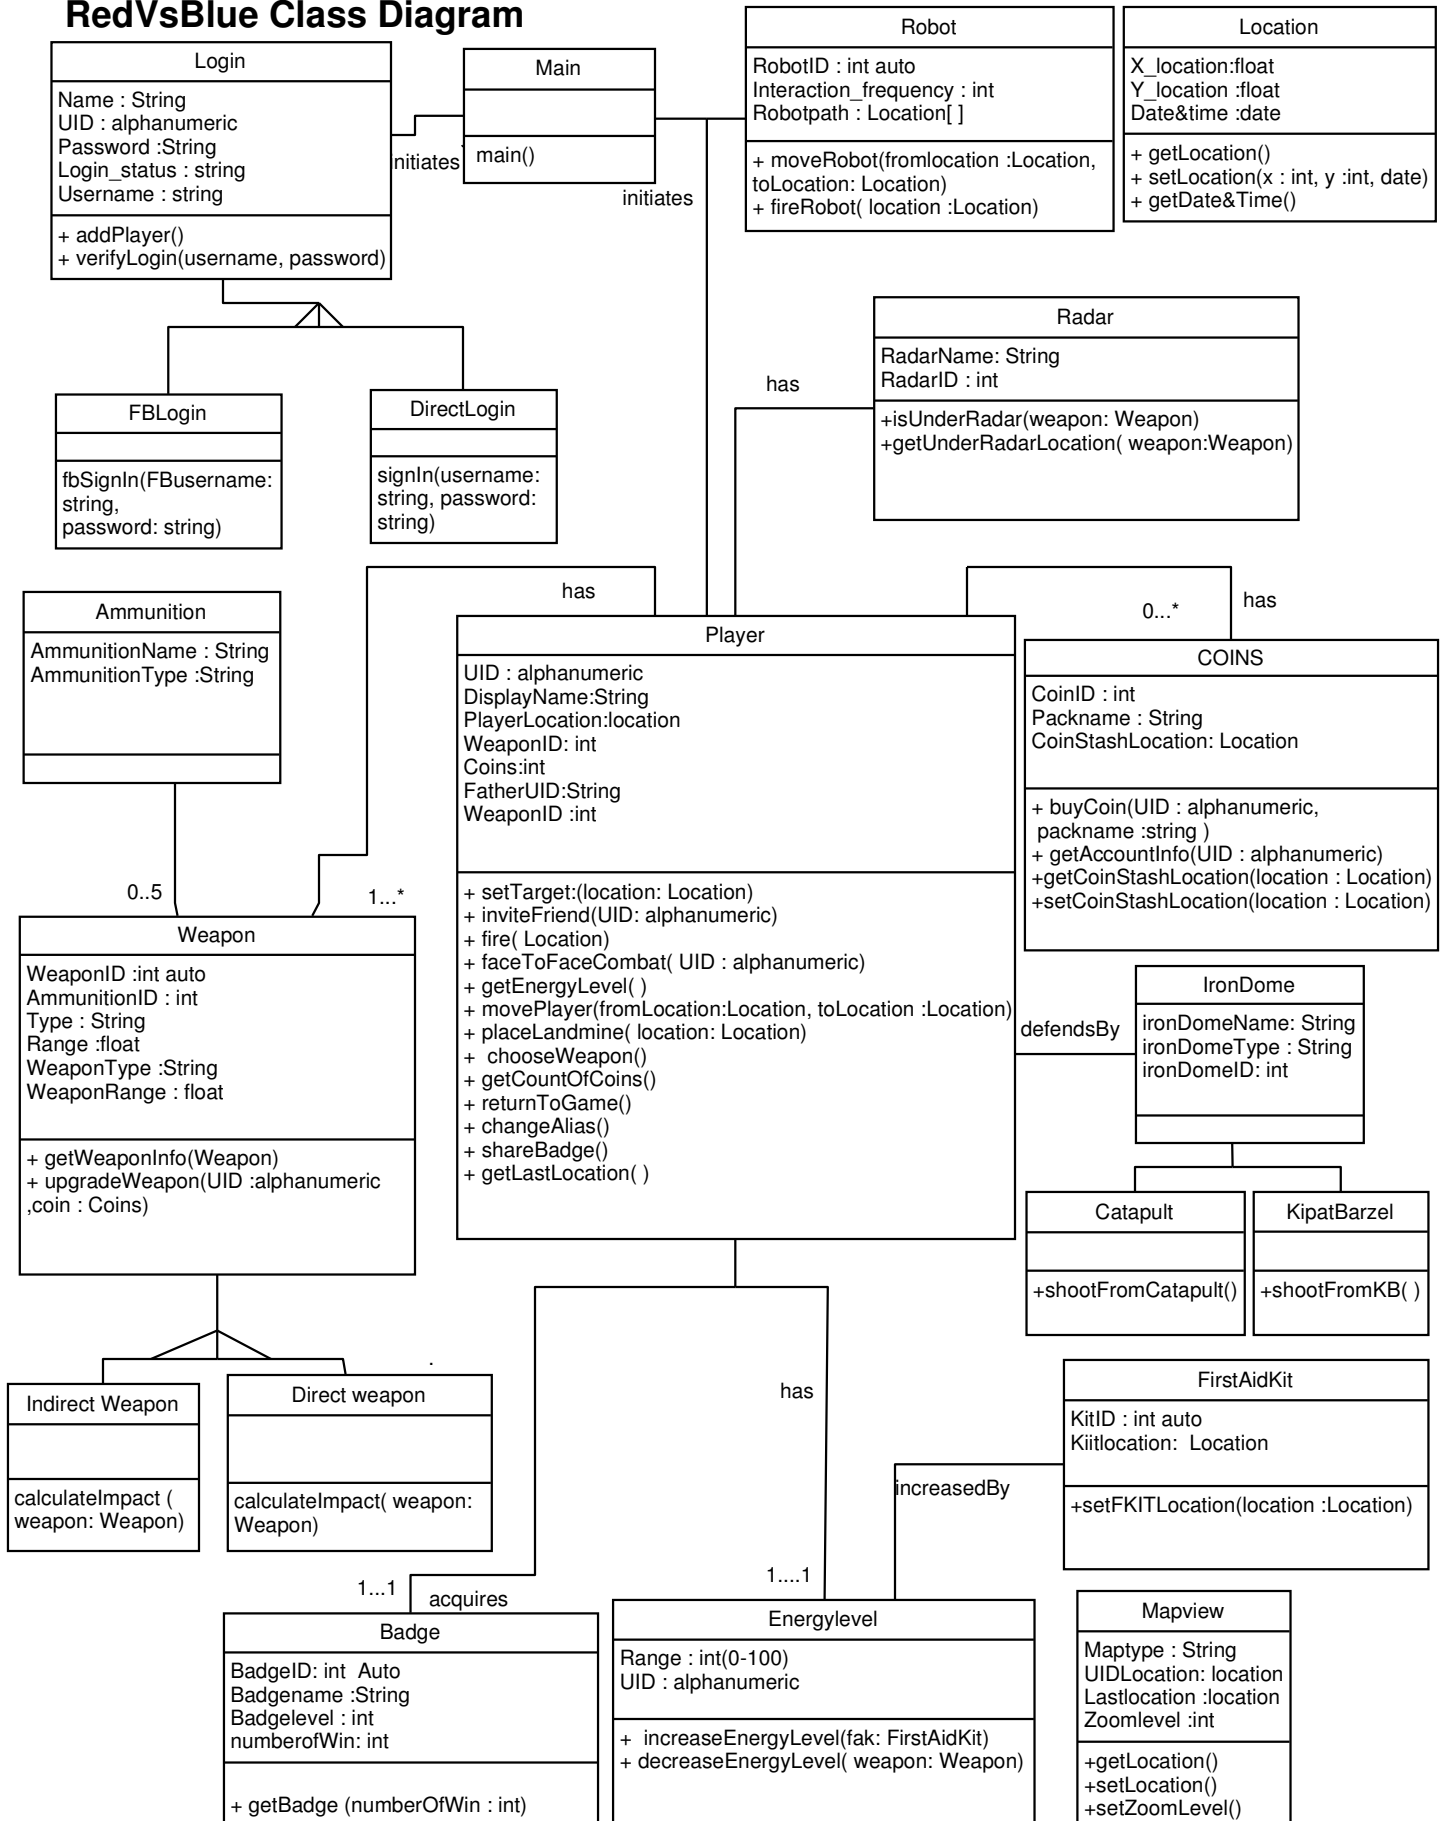 RedVsBlue Class Diagram
Login
Name : String
UID : alphanumeric
Password :String
Login_status : string
Username : string
+ addPlayer()
+ verifyLogin(username, password)
initiates
Main
main()
initiates
Robot
RobotID : int auto
Interaction_frequency : int
Robotpath : Location[ ]
+ moveRobot(fromlocation :Location,
toLocation: Location)
+ fireRobot( location :Location)
Location
X_location:float
Y_location :float
Date&time :date
+ getLocation()
+ setLocation(x : int, y :int, date)
+ getDate&Time()
FBLogin
fbSignIn(FBusername:
string,
password: string)
DirectLogin
signIn(username:
string, password:
string)
has
Radar
RadarName: String
RadarID : int
+isUnderRadar(weapon: Weapon)
+getUnderRadarLocation( weapon:Weapon)
Ammunition
AmmunitionName : String
AmmunitionType :String
0..5
has
1...*
Player
UID : alphanumeric
DisplayName:String
PlayerLocation:location
WeaponID: int
Coins:int
FatherUID:String
WeaponID :int
+ setTarget:(location: Location)
+ inviteFriend(UID: alphanumeric)
+ fire( Location)
+ faceToFaceCombat( UID : alphanumeric)
+ getEnergyLevel( )
+ movePlayer(fromLocation:Location, toLocation :Location)
+ placeLandmine( location: Location)
+ chooseWeapon()
+ getCountOfCoins()
+ returnToGame()
+ changeAlias()
+ shareBadge()
+ getLastLocation( )
0...*
has
COINS
CoinID : int
Packname : String
CoinStashLocation: Location
+ buyCoin(UID : alphanumeric,
packname :string )
+ getAccountInfo(UID : alphanumeric)
+getCoinStashLocation(location : Location)
+setCoinStashLocation(location : Location)
Weapon
WeaponID :int auto
AmmunitionID : int
Type : String
Range :float
WeaponType :String
WeaponRange : float
+ getWeaponInfo(Weapon)
+ upgradeWeapon(UID :alphanumeric
,coin : Coins)
defendsBy
IronDome
ironDomeName: String
ironDomeType : String
ironDomeID: int
Catapult
+shootFromCatapult()
KipatBarzel
+shootFromKB( )
Indirect Weapon
calculateImpact (
weapon: Weapon)
Direct weapon
calculateImpact( weapon:
Weapon)
has
FirstAidKit
KitID : int auto
Kiitlocation: Location
+setFKITLocation(location :Location)
increasedBy
1...1
acquires
1....1
Badge
BadgeID: int Auto
Badgename :String
Badgelevel : int
numberofWin: int
+ getBadge (numberOfWin : int)
Energylevel
Range : int(0-100)
UID : alphanumeric
+ increaseEnergyLevel(fak: FirstAidKit)
+ decreaseEnergyLevel( weapon: Weapon)
Mapview
Maptype : String
UIDLocation: location
Lastlocation :location
Zoomlevel :int
+getLocation()
+setLocation()
+setZoomLevel()